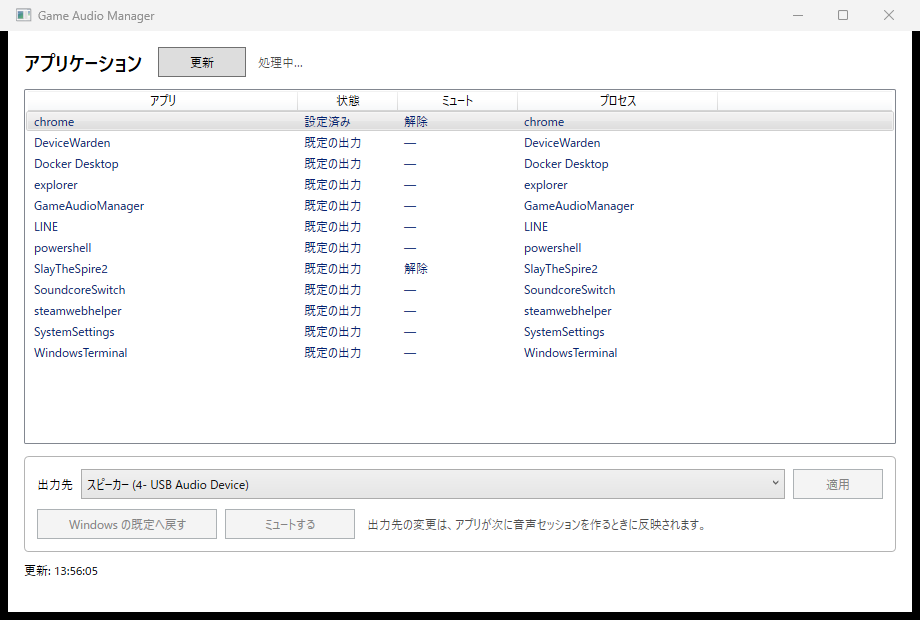 Game Audio Manager
アプリケーション 更新 処理中...
アプリ 状態 ミュート プロセス
chrome 設定済み 解除 chrome
DeviceWarden 既定の出力 — DeviceWarden
Docker Desktop 既定の出力 — Docker Desktop
explorer 既定の出力 — explorer
GameAudioManager 既定の出力 — GameAudioManager
LINE 既定の出力 — LINE
powershell 既定の出力 — powershell
SlayTheSpire2 既定の出力 解除 SlayTheSpire2
SoundcoreSwitch 既定の出力 — SoundcoreSwitch
steamwebhelper 既定の出力 — steamwebhelper
SystemSettings 既定の出力 — SystemSettings
WindowsTerminal 既定の出力 — WindowsTerminal
出力先 スピーカー (4- USB Audio Device) 適用
Windows の既定へ戻す ミュートする 出力先の変更は、アプリが次に音声セッションを作るときに反映されます。
更新: 13:56:05